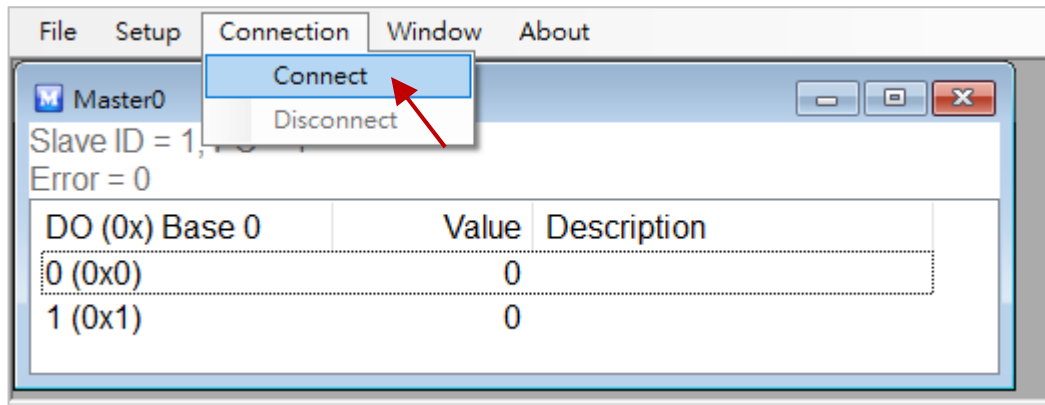 File Setup Connection Window About
Connect
Disconnect
M Master0
Slave ID = 1,
Error = 0
DO (0x) Base 0 Value Description
0 (0x0) 0
1 (0x1) 0